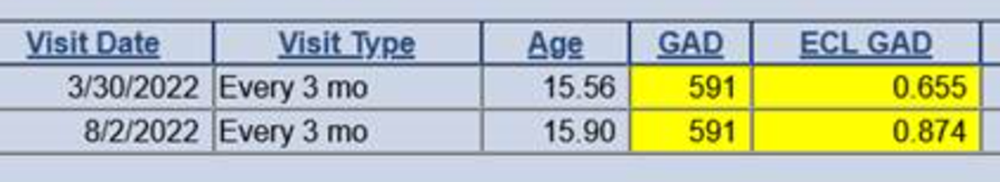 Visit Date Visit Type Age GAD ECL GAD
3/30/2022 Every 3 mo 15.56 591 0.655
8/2/2022 Every 3 mo 15.90 591 0.874